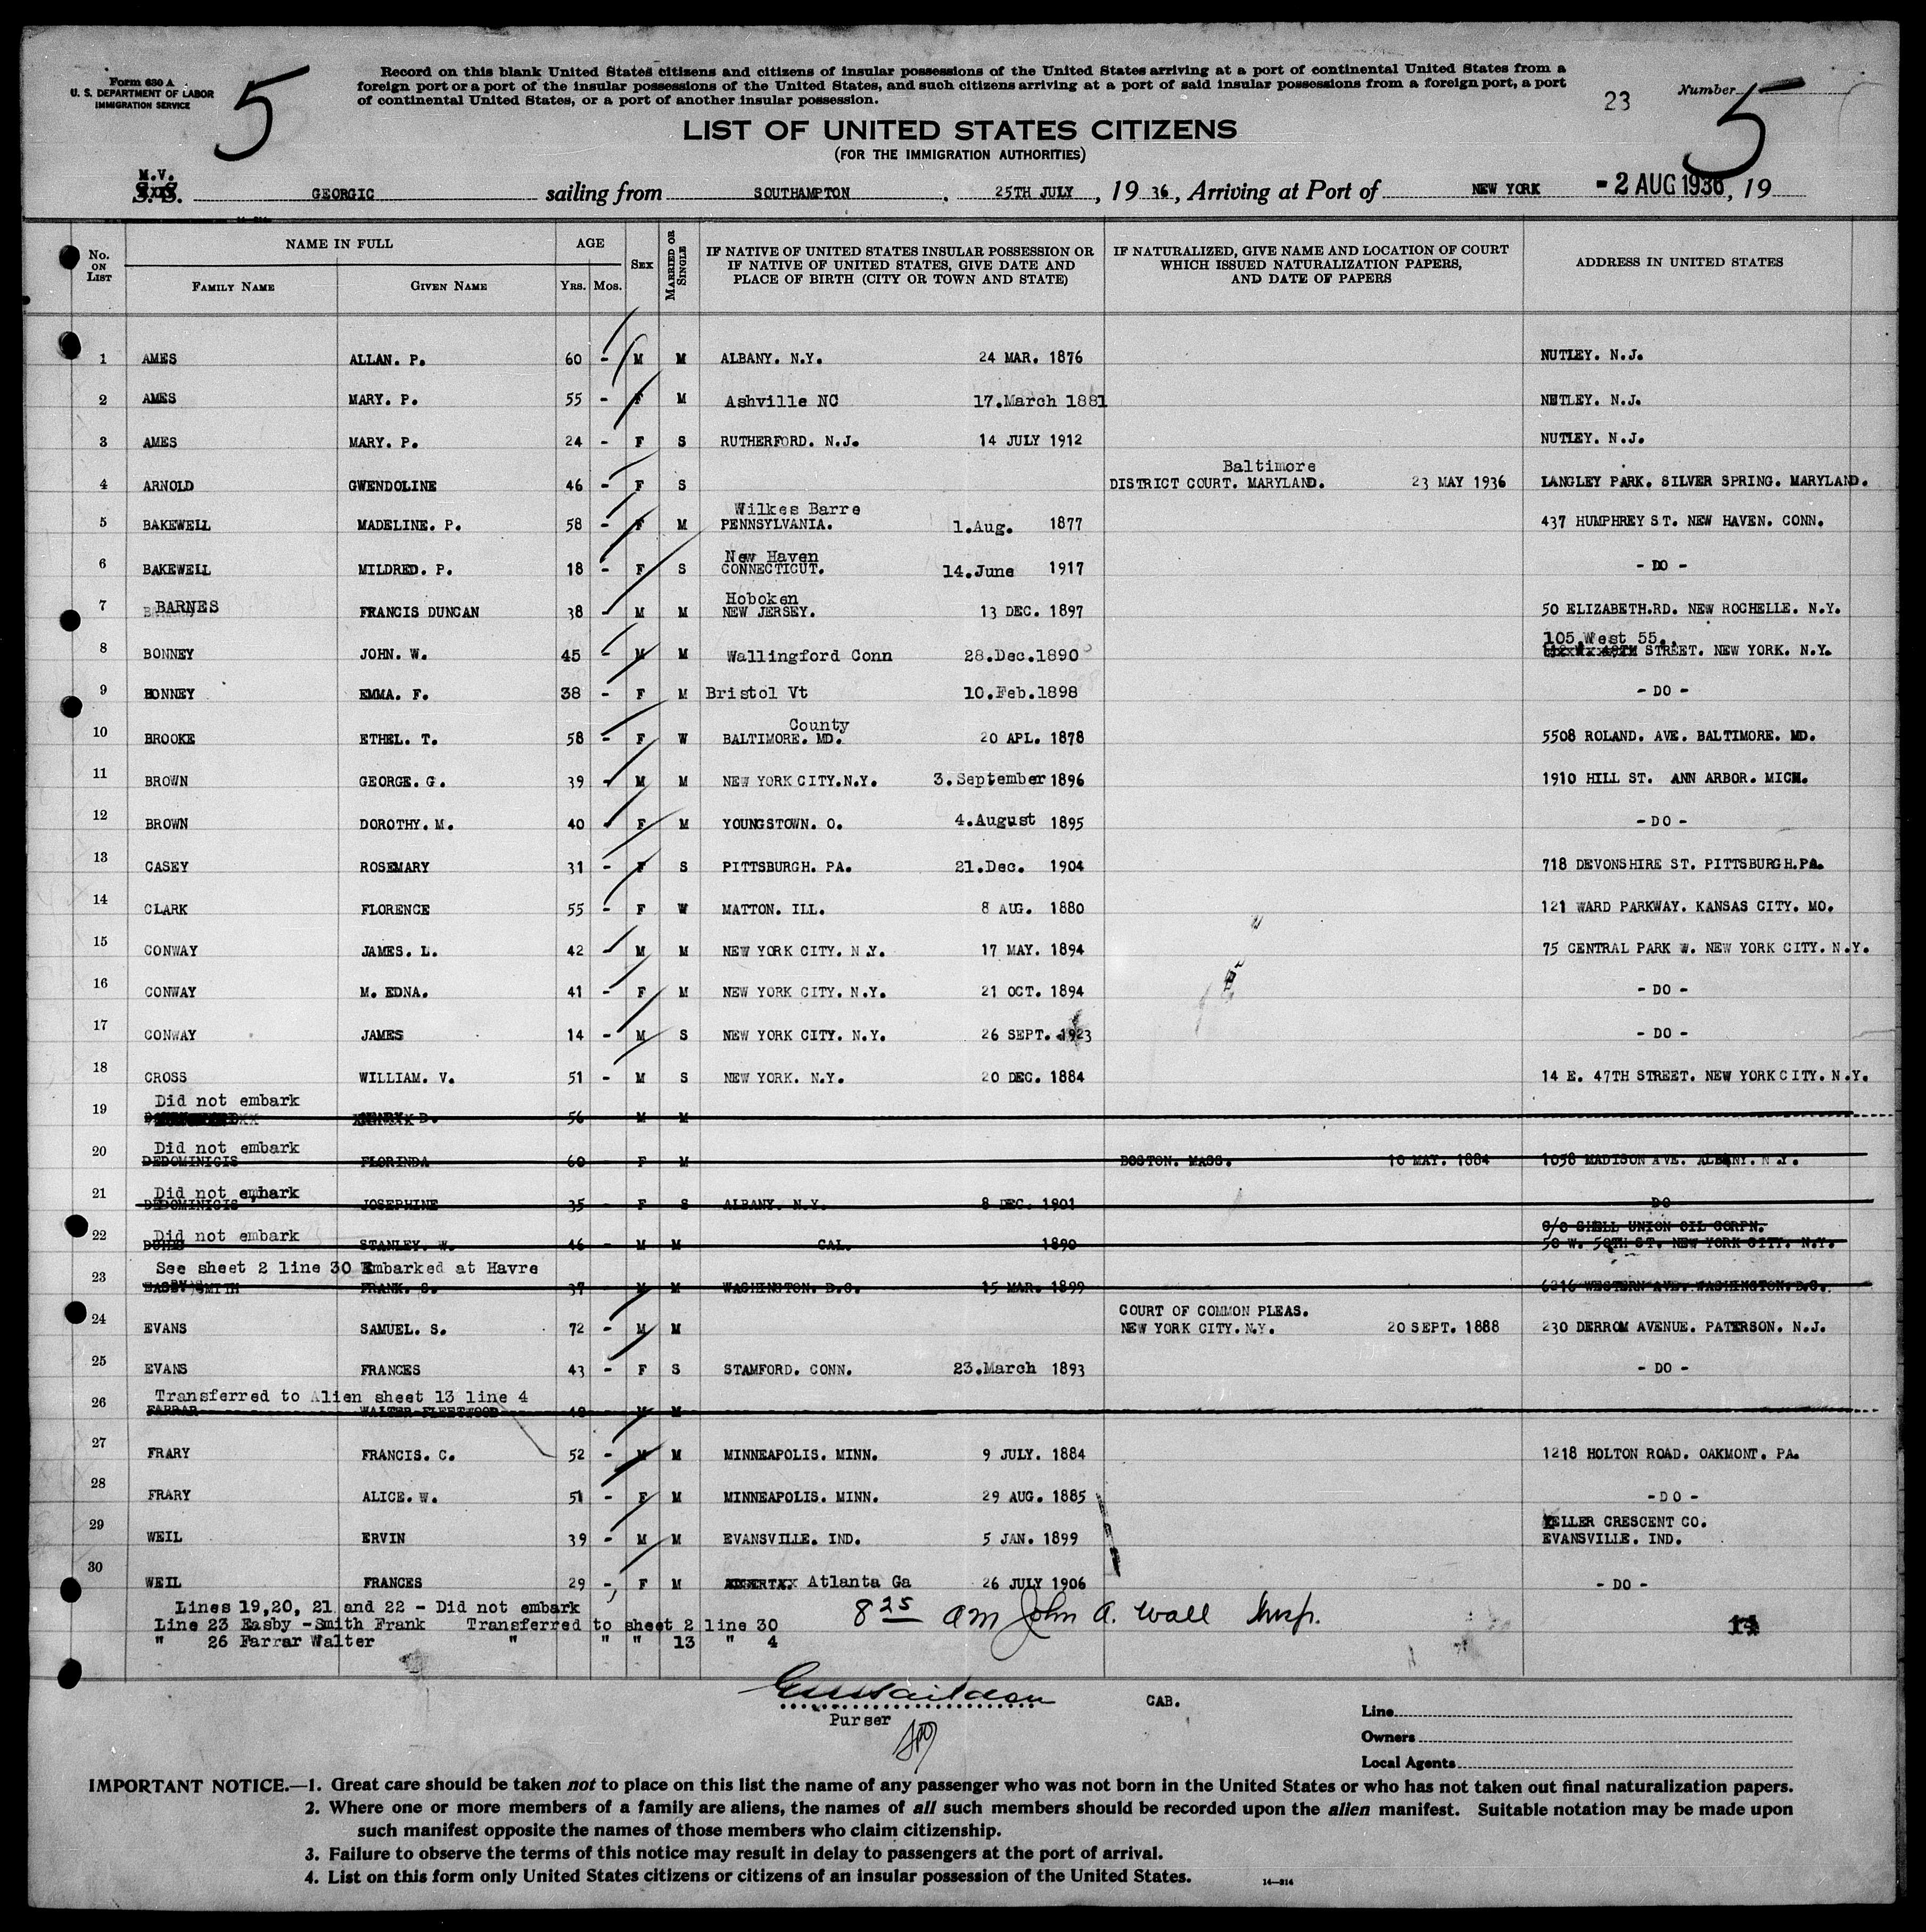 Form 630 A
U. S. DEPARTMENT OF LABOR
IMMIGRATION SERVICE
5
Record on this blank United States citizens and citizens of insular possessions of the United States arriving at a port of continental United States from a
foreign port or a port of the insular possessions of the United States, and such citizens arriving at a port of said insular possessions from a foreign port, a port
of continental United States, or a port of another insular possession.
23
Number
5
LIST OF UNITED STATES CITIZENS
(FOR THE IMMIGRATION AUTHORITIES)
M.V.
S.S. GEORGIC sailing from SOUTHAMPTON, 25TH JULY, 19 36, Arriving at Port of NEW YORK - 2 AUG 1936, 19
No. ON LIST NAME IN FULL FAMILY NAME GIVEN NAME AGE YRS. MOS. SEX MARRIED OR SINGLE IF NATIVE OF UNITED STATES INSULAR POSSESSION OR IF NATIVE OF UNITED STATES, GIVE DATE AND PLACE OF BIRTH (CITY OR TOWN AND STATE) IF NATURALIZED, GIVE NAME AND LOCATION OF COURT WHICH ISSUED NATURALIZATION PAPERS, AND DATE OF PAPERS ADDRESS IN UNITED STATES
1 AMES ALLAN. P. 60 - M M ALBANY. N.Y. 24 MAR. 1876 NUTLEY. N.J.
2 AMES MARY. P. 55 - F M Ashville NC 17.March 1881 NUTLEY. N.J.
3 AMES MARY. P. 24 - F S RUTHERFORD. N.J. 14 JULY 1912 NUTLEY. N.J.
Baltimore
4 ARNOLD GWENDOLINE 46 - F S DISTRICT COURT. MARYLAND. 23 MAY 1936 LANGLEY PARK. SILVER SPRING. MARYLAND.
Wilkes Barre
5 BAKEWELL MADELINE. P. 58 - F M PENNSYLVANIA. 1.Aug. 1877 437 HUMPHREY ST. NEW HAVEN. CONN.
New Haven
6 BAKEWELL MILDRED. P. 18 - F S CONNECTICUT. 14.June 1917 - DO -
Hoboken
7 BARNES FRANCIS DUNCAN 38 - M M NEW JERSEY. 13 DEC. 1897 50 ELIZABETH.RD. NEW ROCHELLE. N.Y.
105 West 55.
8 BONNEY JOHN. W. 45 - M M Wallingford Conn 28.Dec.1890 STREET. NEW YORK. N.Y.
9 BONNEY EMMA. F. 38 - F M Bristol Vt 10.Feb.1898 - DO -
County
10 BROOKE ETHEL. T. 58 - F W BALTIMORE. MD. 20 APL. 1878 5508 ROLAND. AVE. BALTIMORE. MD.
11 BROWN GEORGE. G. 39 - M M NEW YORK CITY.N.Y. 3.September 1896 1910 HILL ST. ANN ARBOR. MICH.
12 BROWN DOROTHY. M. 40 - F M YOUNGSTOWN. O. 4.August 1895 - DO -
13 CASEY ROSEMARY 31 - F S PITTSBURGH. PA. 21.Dec. 1904 718 DEVONSHIRE ST. PITTSBURGH.PA.
14 CLARK FLORENCE 55 - F W MATTON. ILL. 8 AUG. 1880 121 WARD PARKWAY. KANSAS CITY. MO.
15 CONWAY JAMES. L. 42 - M M NEW YORK CITY. N.Y. 17 MAY. 1894 75 CENTRAL PARK W. NEW YORK CITY. N.Y.
16 CONWAY M. EDNA. 41 - F M NEW YORK CITY. N.Y. 21 OCT. 1894 - DO -
17 CONWAY JAMES 14 - M S NEW YORK CITY. N.Y. 26 SEPT. 1923 - DO -
18 CROSS WILLIAM. V. 51 - M S NEW YORK. N.Y. 20 DEC. 1884 14 E. 47TH STREET. NEW YORK CITY. N.Y.
Did not embark
19 D. 56 M M
Did not embark
20 DEDOMINICIS FLORINDA 60 - F M BOSTON. MASS. 10 MAY. 1884 1058 MADISON AVE. ALBANY. N.Y.
Did not embark
21 DEDOMINICIS JOSEPHINE 35 - F S ALBANY. N.Y. 8 DEC. 1901 DO
Did not embark C/O SHELL UNION OIL CORPN.
22 STANLEY. W. 46 - M M CAL. 1890 50 W. 50TH ST. NEW YORK CITY. N.Y.
See sheet 2 line 30 Embarked at Havre
23 EASBY SMITH FRANK. S. 37 - M M WASHINGTON. D.C. 15 MAR. 1899 6216 WESTERN AVE. WASHINGTON.D.C.
COURT OF COMMON PLEAS.
24 EVANS SAMUEL. S. 72 - M M NEW YORK CITY. N.Y. 20 SEPT. 1888 230 DERROM AVENUE. PATERSON. N.J.
25 EVANS FRANCES 43 - F S STAMFORD. CONN. 23.March 1893 - DO -
Transferred to Alien sheet 13 line 4
26 FARRAR WALTER FLEETWOOD 48 M M
27 FRARY FRANCIS. C. 52 - M M MINNEAPOLIS. MINN. 9 JULY. 1884 1218 HOLTON ROAD. OAKMONT. PA.
28 FRARY ALICE. W. 51 - F M MINNEAPOLIS. MINN. 29 AUG. 1885 - DO -
KELLER CRESCENT CO.
29 WEIL ERVIN 39 - M M EVANSVILLE. IND. 5 JAN. 1899 EVANSVILLE. IND.
30 WEIL FRANCES 29 - F M Atlanta Ga 26 JULY 1906 - DO -
Lines 19,20, 21 and 22 - Did not embark
8 25 am John A. Wall Insp.
Line 23 Easby -Smith Frank Transferred to sheet 2 line 30
" 26 Farrar Walter " " " 13 " 4
14
Purser
CAB.
Line
Owners
Local Agents
IMPORTANT NOTICE.—1. Great care should be taken not to place on this list the name of any passenger who was not born in the United States or who has not taken out final naturalization papers.
2. Where one or more members of a family are aliens, the names of all such members should be recorded upon the alien manifest. Suitable notation may be made upon
such manifest opposite the names of those members who claim citizenship.
3. Failure to observe the terms of this notice may result in delay to passengers at the port of arrival.
4. List on this form only United States citizens or citizens of an insular possession of the United States.
14—214